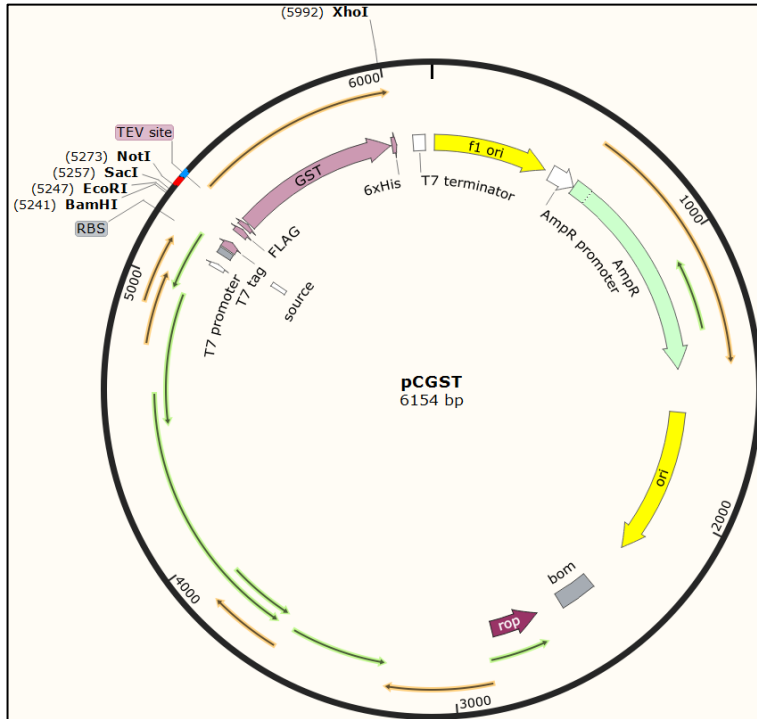 (5992) XhoI
6000
TEV site
(5273) NotI
(5257) SacI
(5247) EcoRI
(5241) BamHI
RBS
GST
6xHis
T7 terminator
f1 ori
AmpR promoter
AmpR
1000
FLAG
T7 tag
T7 promoter
source
5000
pCGST
6154 bp
ori
2000
bom
rop
3000
4000